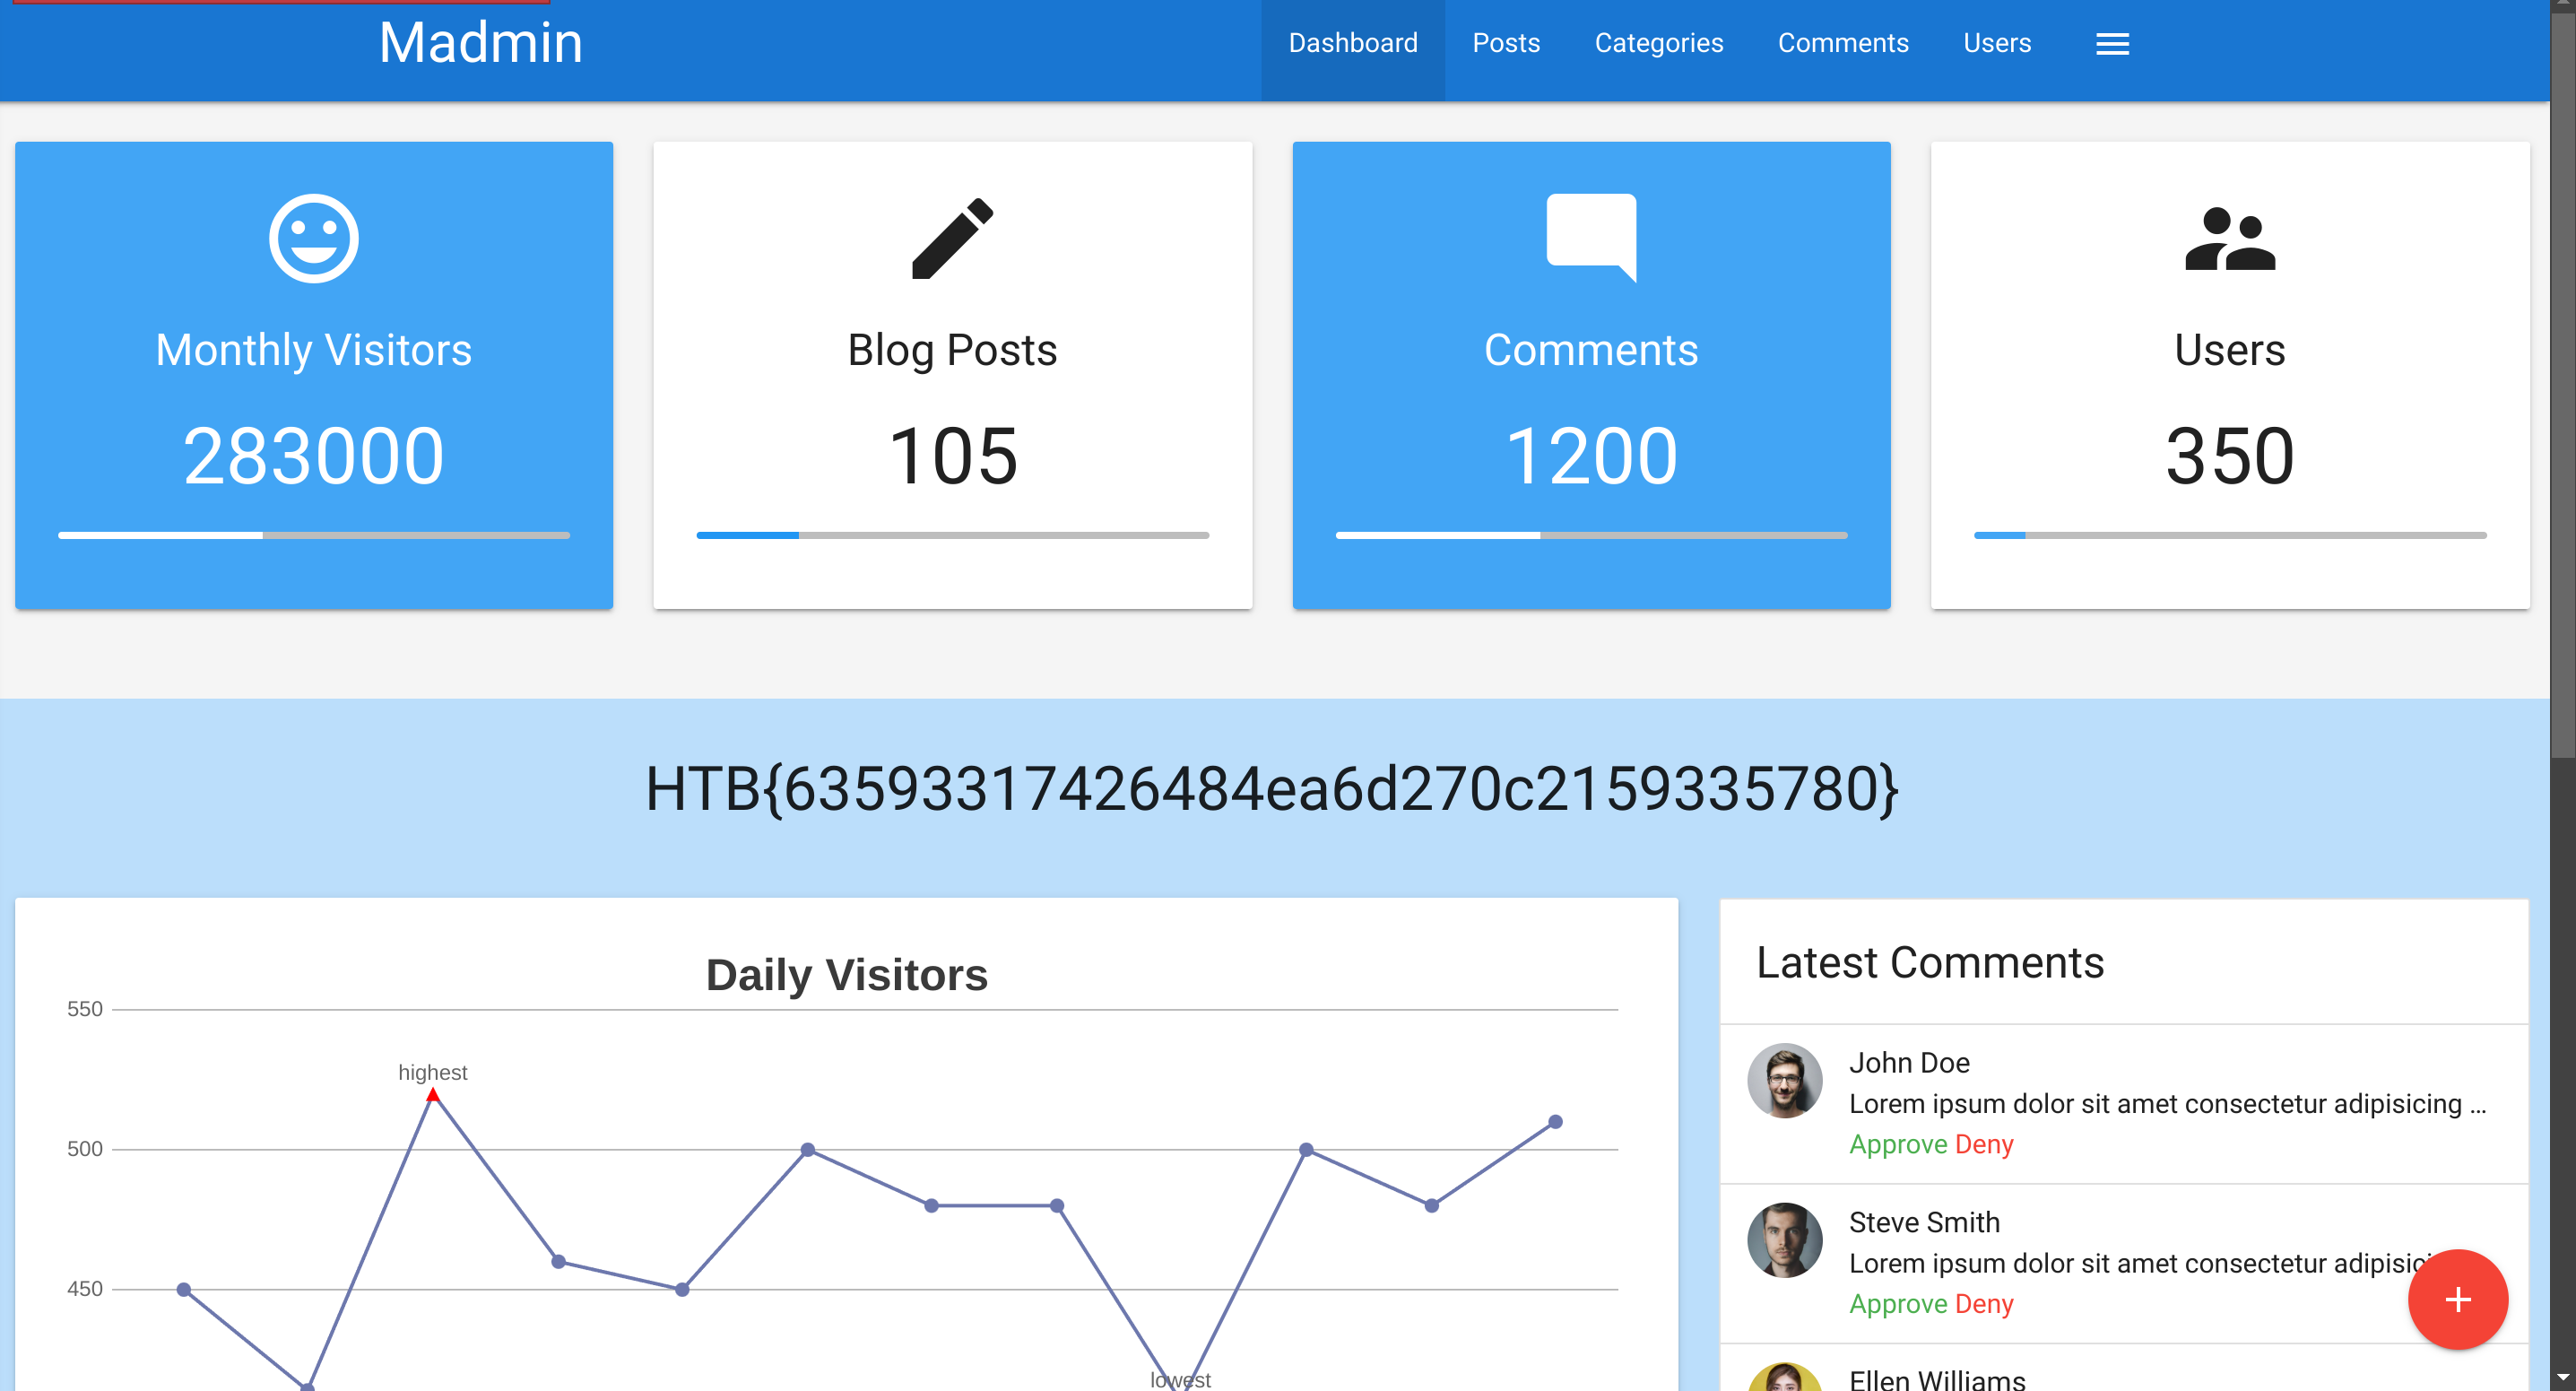 Madmin
Dashboard Posts Categories Comments Users
Monthly Visitors
283000
Blog Posts
105
Comments
1200
Users
350
HTB{63593317426484ea6d270c2159335780}
Daily Visitors
550
highest
500
450
lowest
Latest Comments
John Doe
Lorem ipsum dolor sit amet consectetur adipisicing ...
Approve Deny
Steve Smith
Lorem ipsum dolor sit amet consectetur
Approve Deny
Ellen Williams